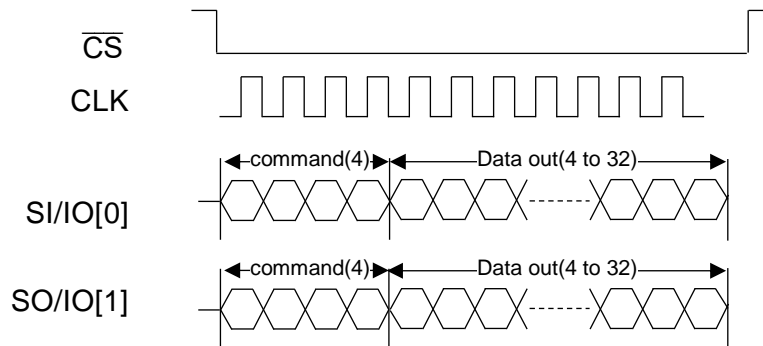 C̅S̅
CLK
command(4) Data out(4 to 32)
SI/IO[0]
command(4) Data out(4 to 32)
SO/IO[1]